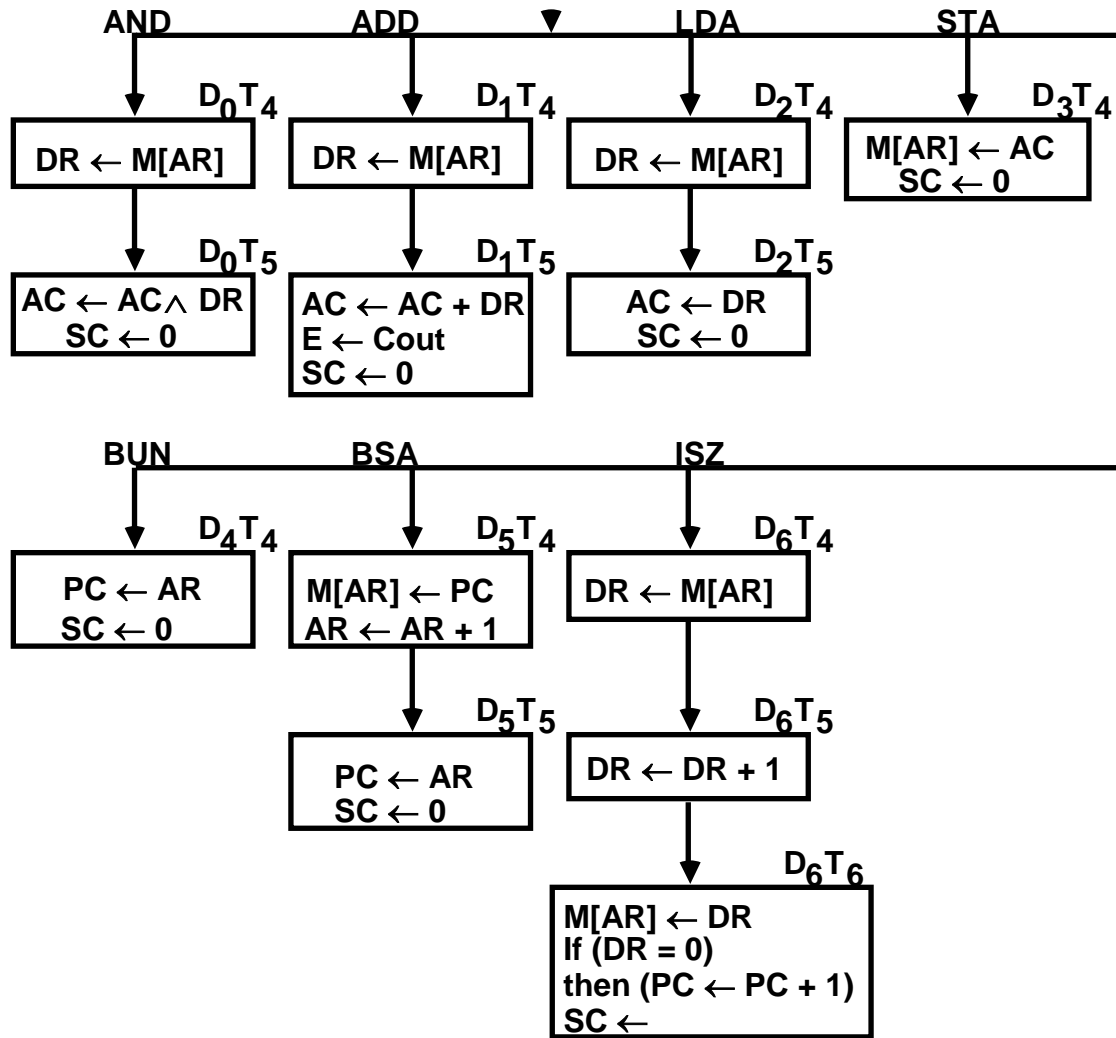 AND ADD LDA STA
D0T4 D1T4 D2T4 D3T4
DR ← M[AR]
DR ← M[AR]
DR ← M[AR]
M[AR] ← AC
SC ← 0
D0T5 D1T5 D2T5
AC ← AC ∧ DR
SC ← 0
AC ← AC + DR
E ← Cout
SC ← 0
AC ← DR
SC ← 0
BUN BSA ISZ
D4T4 D5T4 D6T4
PC ← AR
SC ← 0
M[AR] ← PC
AR ← AR + 1
DR ← M[AR]
D5T5 D6T5
PC ← AR
SC ← 0
DR ← DR + 1
D6T6
M[AR] ← DR
If (DR = 0)
then (PC ← PC + 1)
SC ←